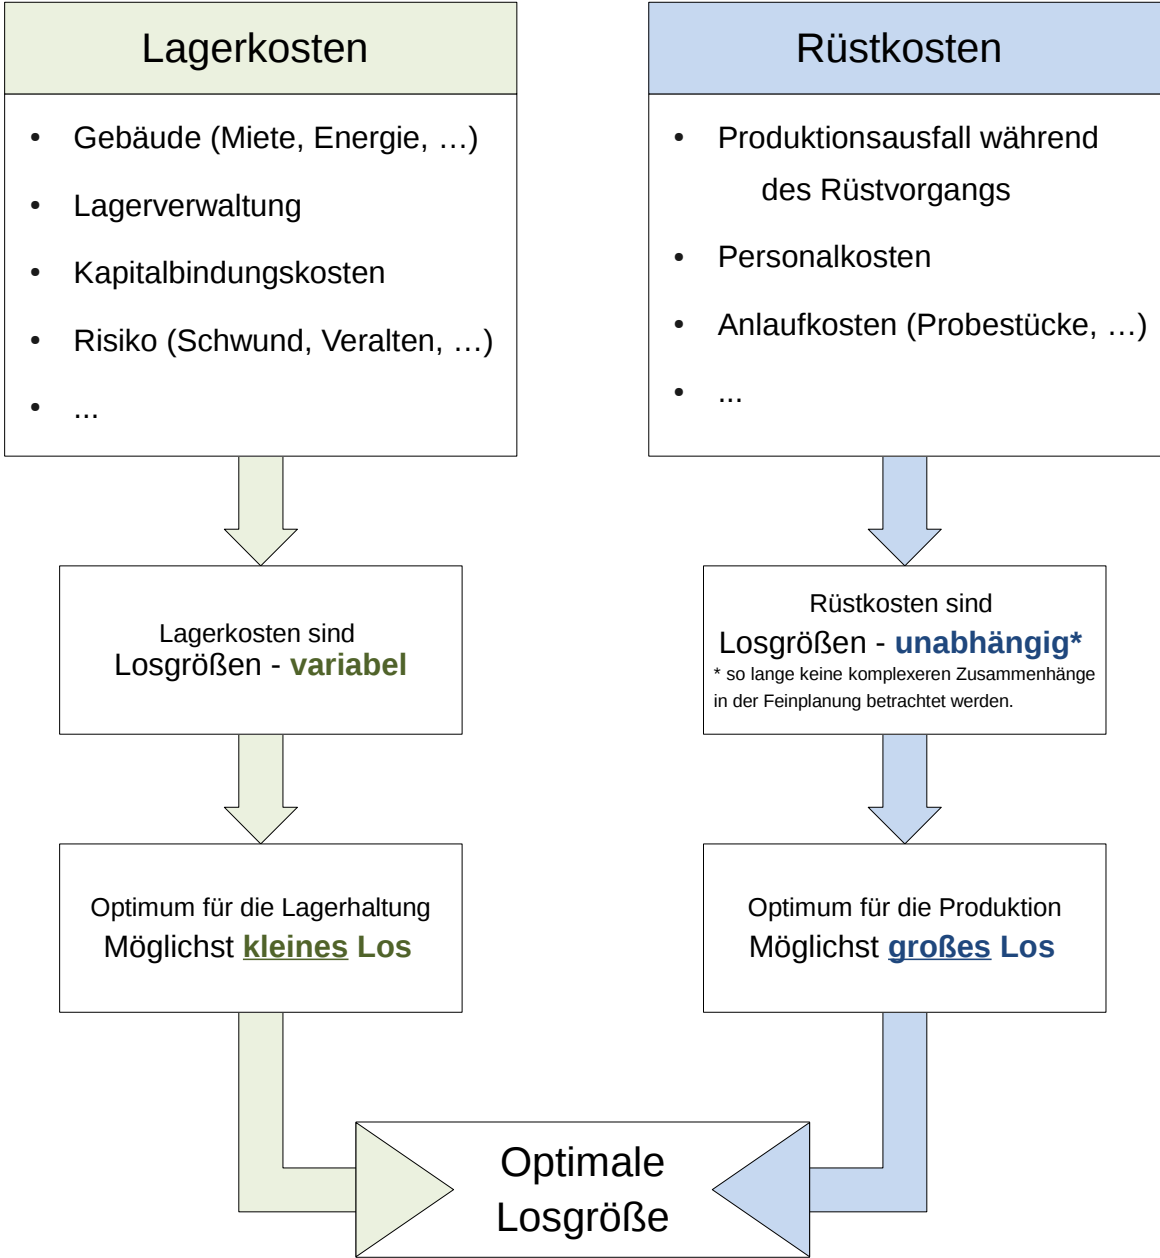 Lagerkosten
• Gebäude (Miete, Energie, …)
• Lagerverwaltung
• Kapitalbindungskosten
• Risiko (Schwund, Veralten, …)
• ...
Lagerkosten sind
Losgrößen - variabel
Optimum für die Lagerhaltung
Möglichst kleines Los
Rüstkosten
• Produktionsausfall während
des Rüstvorgangs
• Personalkosten
• Anlaufkosten (Probestücke, …)
• ...
Rüstkosten sind
Losgrößen - unabhängig*
* so lange keine komplexeren Zusammenhänge
in der Feinplanung betrachtet werden.
Optimum für die Produktion
Möglichst großes Los
Optimale
Losgröße